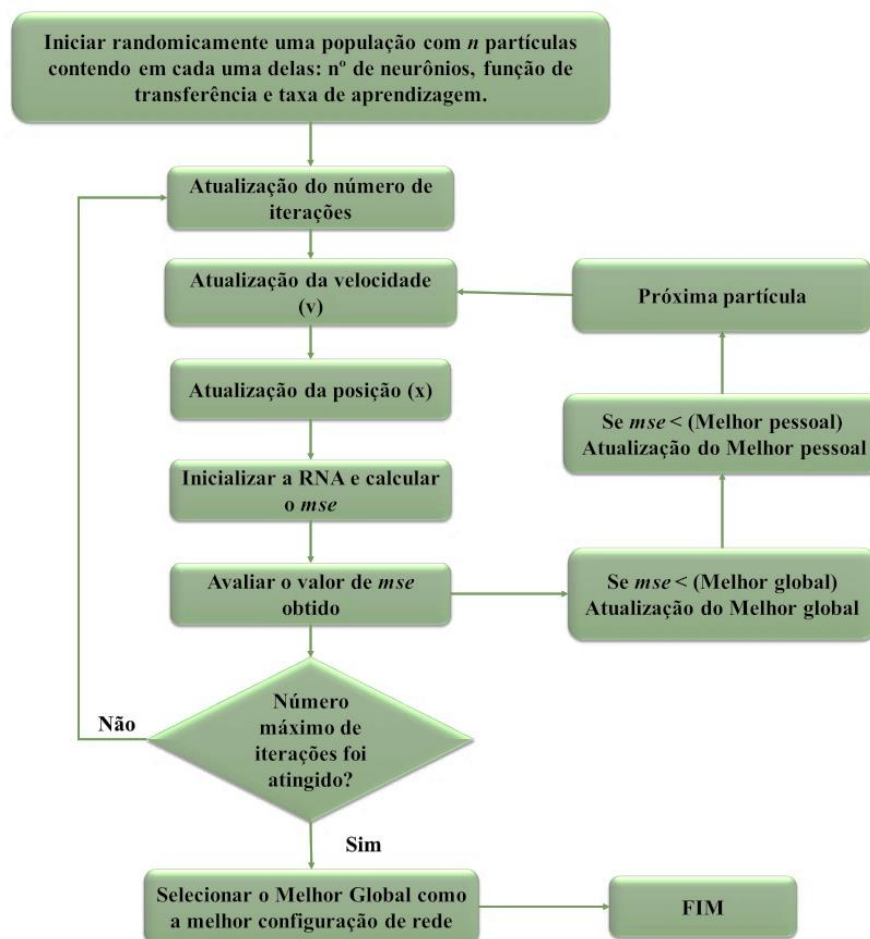 Iniciar randomicamente uma população com n partículas
contendo em cada uma delas: nº de neurônios, função de
transferência e taxa de aprendizagem.
Atualização do número de
iterações
Atualização da velocidade
(v)
Próxima partícula
Atualização da posição (x)
Se mse < (Melhor pessoal)
Atualização do Melhor pessoal
Inicializar a RNA e calcular
o mse
Avaliar o valor de mse
obtido
Se mse < (Melhor global)
Atualização do Melhor global
Número
máximo de
iterações foi
atingido?
Não
Sim
Selecionar o Melhor Global como
a melhor configuração de rede
FIM